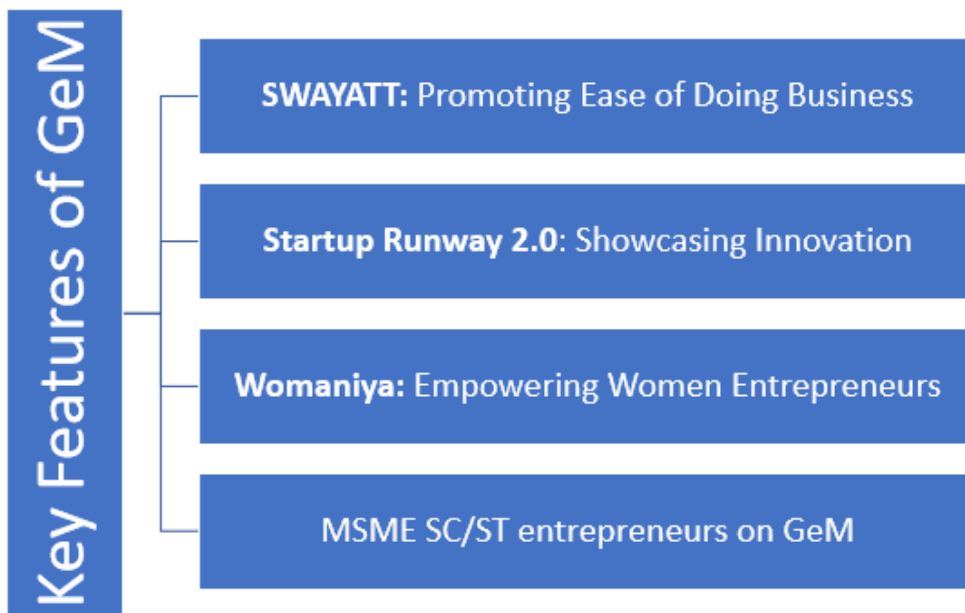 Key Features of GeM
SWAYATT: Promoting Ease of Doing Business
Startup Runway 2.0: Showcasing Innovation
Womaniya: Empowering Women Entrepreneurs
MSME SC/ST entrepreneurs on GeM